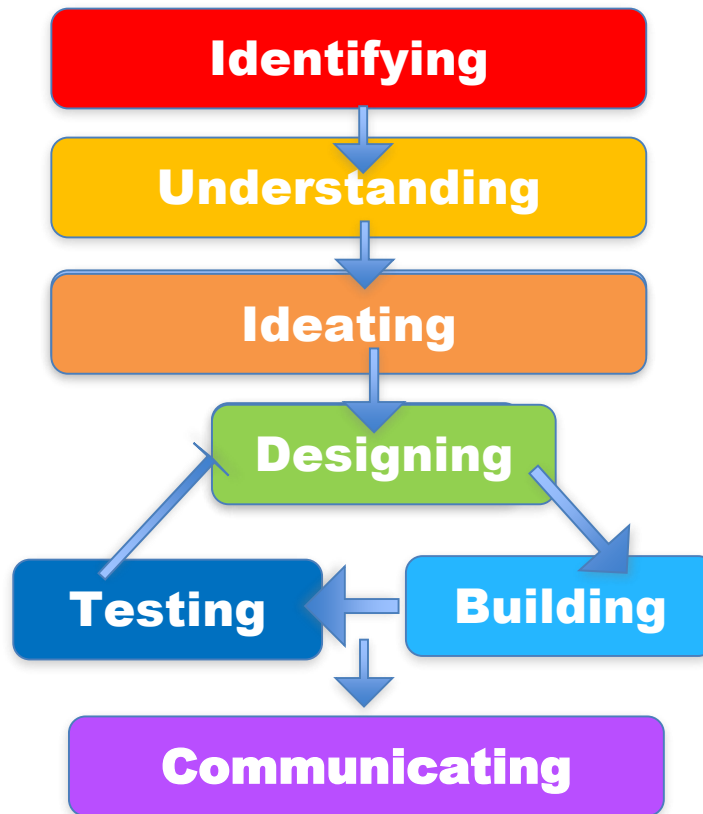 Identifying
Understanding
Ideating
Designing
Testing
Building
Communicating